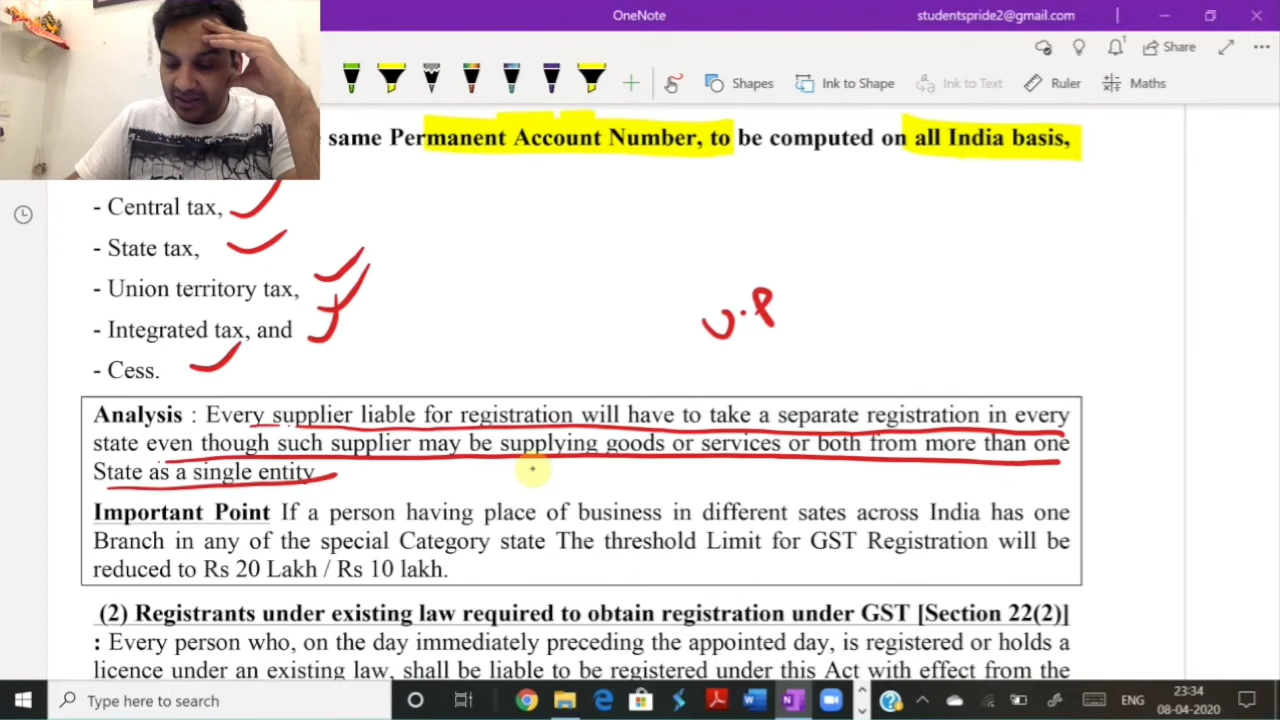 OneNote
studentspride2@gmail.com
Share
Shapes
Ink to Shape
Ink to Text
Ruler
Maths
same Permanent Account Number, to be computed on all India basis,
- Central tax,
- State tax,
- Union territory tax,
- Integrated tax, and
- Cess.
U.P
Analysis : Every supplier liable for registration will have to take a separate registration in every
state even though such supplier may be supplying goods or services or both from more than one
State as a single entity
Important Point If a person having place of business in different sates across India has one
Branch in any of the special Category state The threshold Limit for GST Registration will be
reduced to Rs 20 Lakh / Rs 10 lakh.
(2) Registrants under existing law required to obtain registration under GST [Section 22(2)]
: Every person who, on the day immediately preceding the appointed day, is registered or holds a
licence under an existing law, shall be liable to be registered under this Act with effect from the
Type here to search
ENG
23:34
08-04-2020